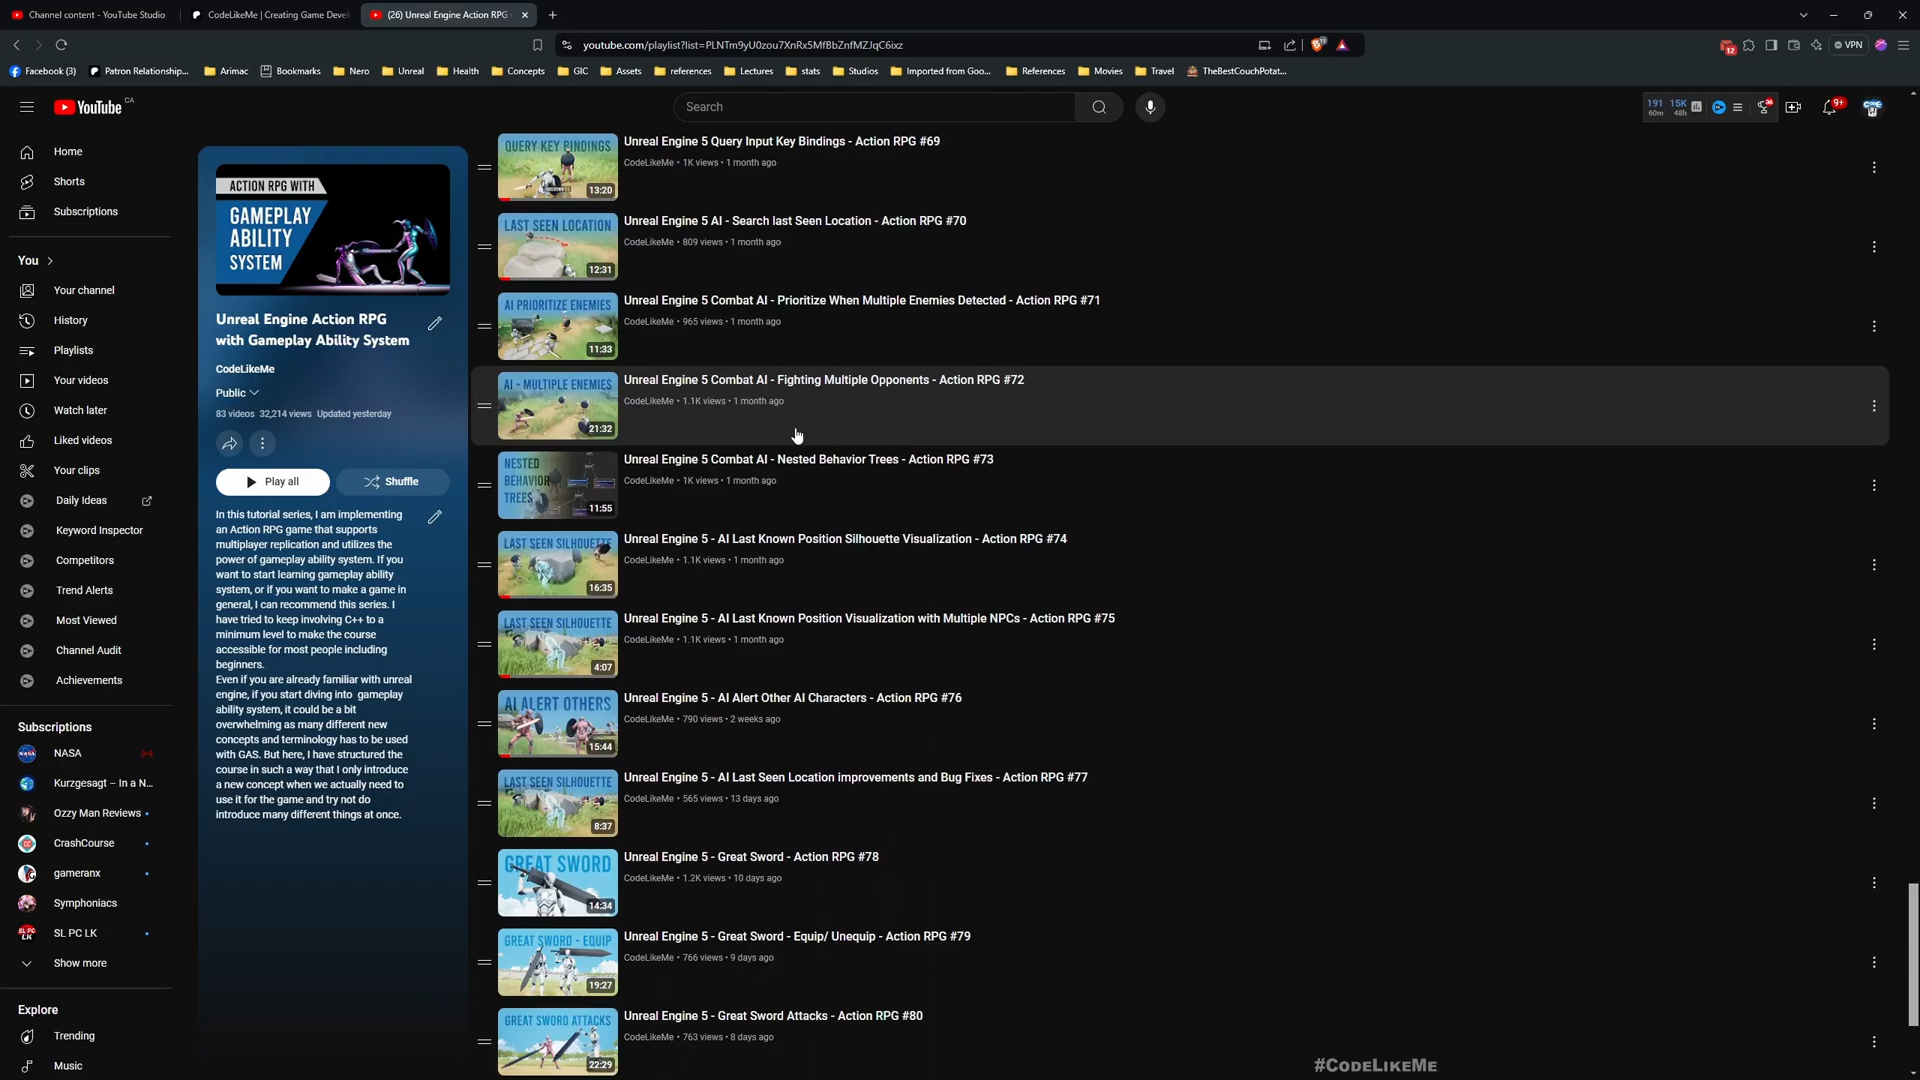 Channel content - YouTube Studio
CodeLikeMe | Creating Game Devel
(26) Unreal Engine Action RPG
youtube.com/playlist?list=PLNTm9yU0zou7XnRx5MfBbZnfMZJqC6ixz
12
VPN
Facebook (3)
Patron Relationship...
Arimac
Bookmarks
Nero
Unreal
Health
Concepts
GIC
Assets
references
Lectures
stats
Studios
Imported from Goo...
References
Movies
Travel
TheBestCouchPotat...
YouTube CA
Search
191 15K
60m 48h
9+
Home
Shorts
Subscriptions
You
Your channel
History
Playlists
Your videos
Watch later
Liked videos
Your clips
Daily Ideas
Keyword Inspector
Competitors
Trend Alerts
Most Viewed
Channel Audit
Achievements
Subscriptions
NASA
Kurzgesagt – In a N...
Ozzy Man Reviews
CrashCourse
gameranx
Symphoniacs
SL PC LK
Show more
Explore
Trending
Music
ACTION RPG WITH
GAMEPLAY
ABILITY
SYSTEM
Unreal Engine Action RPG
with Gameplay Ability System
CodeLikeMe
Public
83 videos 32,214 views Updated yesterday
Play all
Shuffle
In this tutorial series, I am implementing
an Action RPG game that supports
multiplayer replication and utilizes the
power of gameplay ability system. If you
want to start learning gameplay ability
system, or if you want to make a game in
general, I can recommend this series. I
have tried to keep involving C++ to a
minimum level to make the course
accessible for most people including
beginners.
Even if you are already familiar with unreal
engine, if you start diving into gameplay
ability system, it could be a bit
overwhelming as many different new
concepts and terminology has to be used
with GAS. But here, I have structured the
course in such a way that I only introduce
a new concept when we actually need to
use it for the game and try not do
introduce many different things at once.
QUERY KEY BINDINGS
13:20
Unreal Engine 5 Query Input Key Bindings - Action RPG #69
CodeLikeMe • 1K views • 1 month ago
LAST SEEN LOCATION
12:31
Unreal Engine 5 AI - Search last Seen Location - Action RPG #70
CodeLikeMe • 809 views • 1 month ago
AI PRIORITIZE ENEMIES
11:33
Unreal Engine 5 Combat AI - Prioritize When Multiple Enemies Detected - Action RPG #71
CodeLikeMe • 965 views • 1 month ago
AI - MULTIPLE ENEMIES
21:32
Unreal Engine 5 Combat AI - Fighting Multiple Opponents - Action RPG #72
CodeLikeMe • 1.1K views • 1 month ago
NESTED
BEHAVIOR
TREES
11:55
Unreal Engine 5 Combat AI - Nested Behavior Trees - Action RPG #73
CodeLikeMe • 1K views • 1 month ago
LAST SEEN SILHOUETTE
16:35
Unreal Engine 5 - AI Last Known Position Silhouette Visualization - Action RPG #74
CodeLikeMe • 1.1K views • 1 month ago
LAST SEEN SILHOUETTE
4:07
Unreal Engine 5 - AI Last Known Position Visualization with Multiple NPCs - Action RPG #75
CodeLikeMe • 1.1K views • 1 month ago
AI ALERT OTHERS
15:44
Unreal Engine 5 - AI Alert Other AI Characters - Action RPG #76
CodeLikeMe • 790 views • 2 weeks ago
LAST SEEN SILHOUETTE
8:37
Unreal Engine 5 - AI Last Seen Location improvements and Bug Fixes - Action RPG #77
CodeLikeMe • 565 views • 13 days ago
GREAT SWORD
14:34
Unreal Engine 5 - Great Sword - Action RPG #78
CodeLikeMe • 1.2K views • 10 days ago
GREAT SWORD - EQUIP
19:27
Unreal Engine 5 - Great Sword - Equip/ Unequip - Action RPG #79
CodeLikeMe • 766 views • 9 days ago
GREAT SWORD ATTACKS
22:29
Unreal Engine 5 - Great Sword Attacks - Action RPG #80
CodeLikeMe • 763 views • 8 days ago
#CodeLikeMe